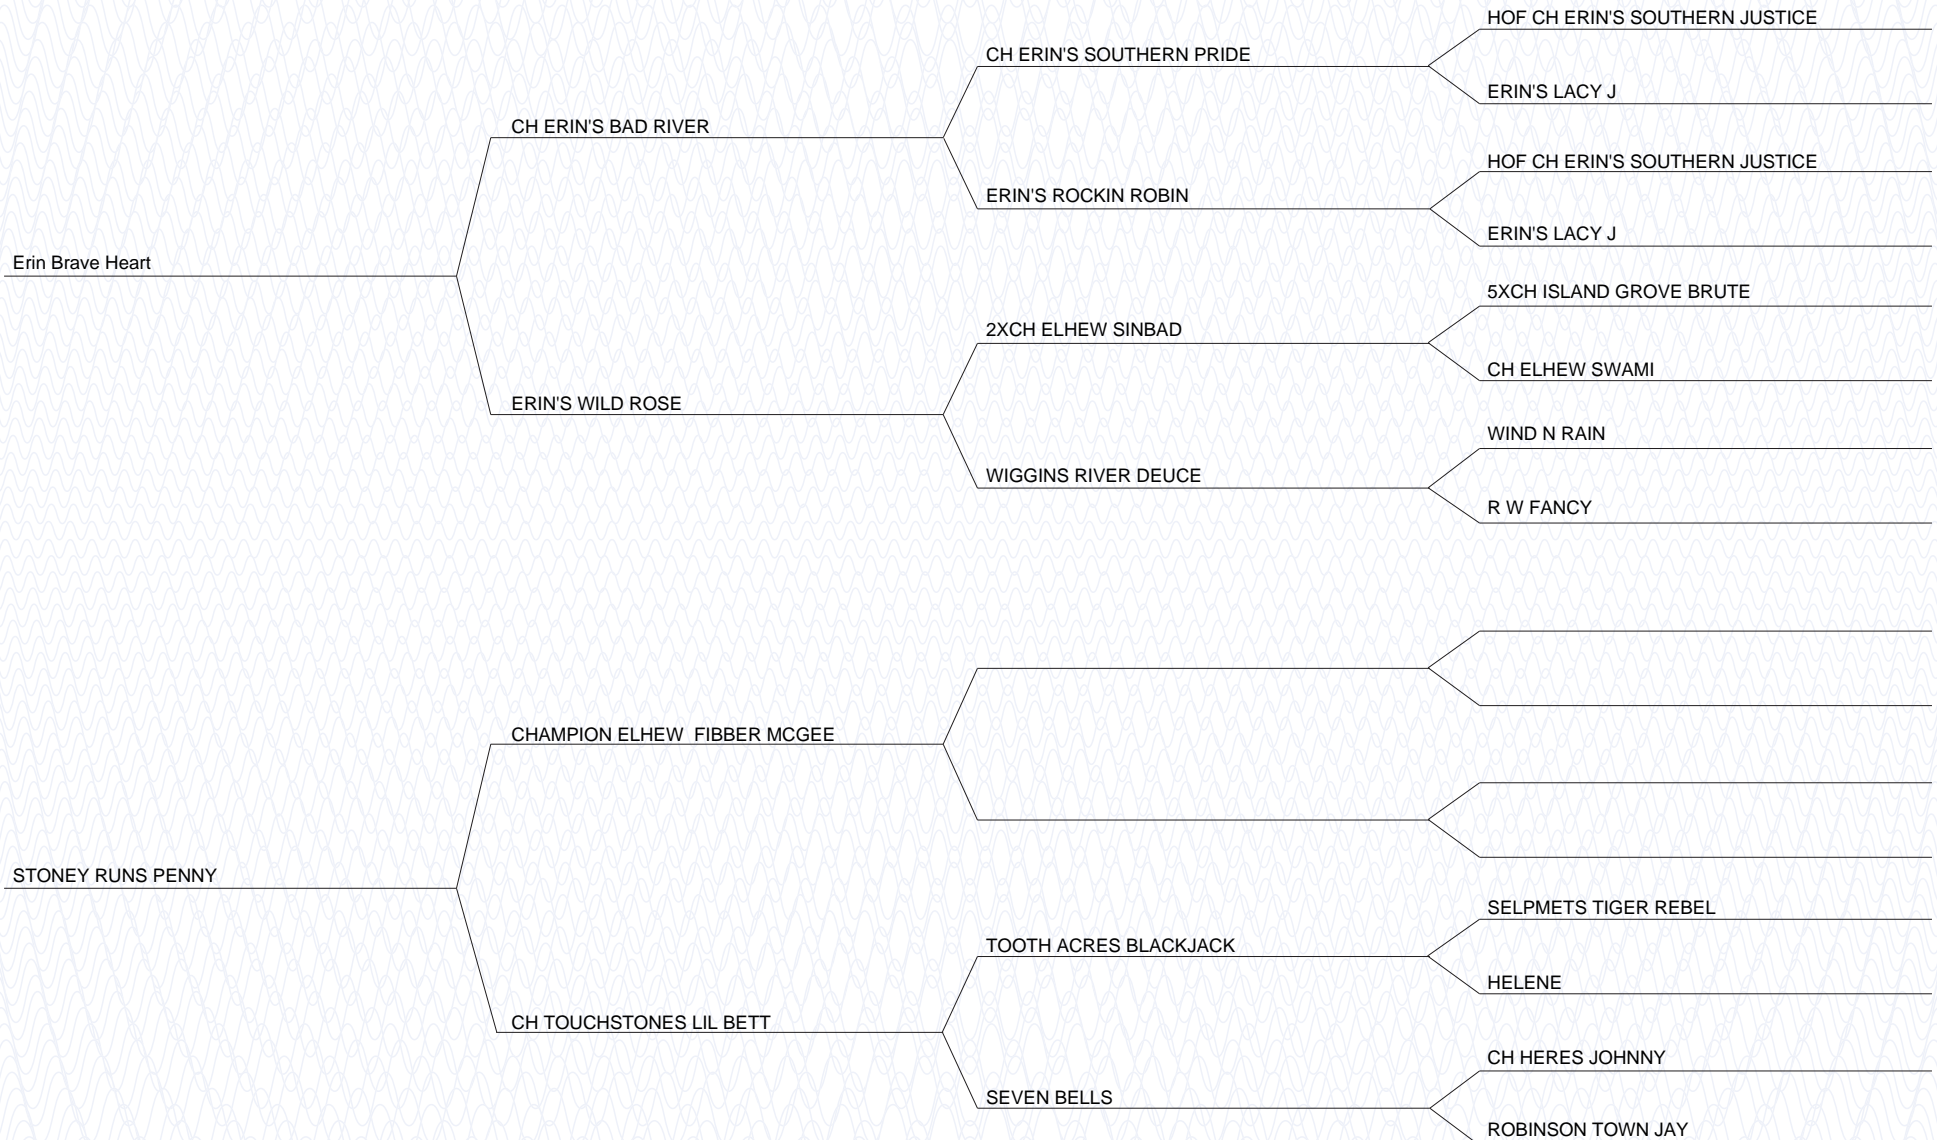 HOF CH ERIN'S SOUTHERN JUSTICE
CH ERIN'S SOUTHERN PRIDE
ERIN'S LACY J
CH ERIN'S BAD RIVER
HOF CH ERIN'S SOUTHERN JUSTICE
ERIN'S ROCKIN ROBIN
ERIN'S LACY J
Erin Brave Heart
5XCH ISLAND GROVE BRUTE
2XCH ELHEW SINBAD
CH ELHEW SWAMI
ERIN'S WILD ROSE
WIND N RAIN
WIGGINS RIVER DEUCE
R W FANCY
CHAMPION ELHEW  FIBBER MCGEE
STONEY RUNS PENNY
SELPMETS TIGER REBEL
TOOTH ACRES BLACKJACK
HELENE
CH TOUCHSTONES LIL BETT
CH HERES JOHNNY
SEVEN BELLS
ROBINSON TOWN JAY